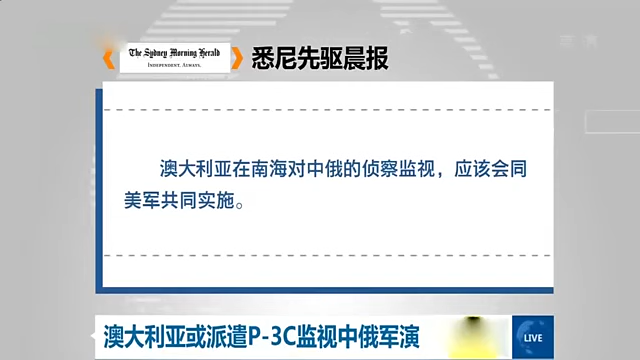 The Sydney Morning Herald
INDEPENDENT. ALWAYS.
悉尼先驱晨报
澳大利亚在南海对中俄的侦察监视，应该会同
美军共同实施。
澳大利亚或派遣P-3C监视中俄军演
LIVE